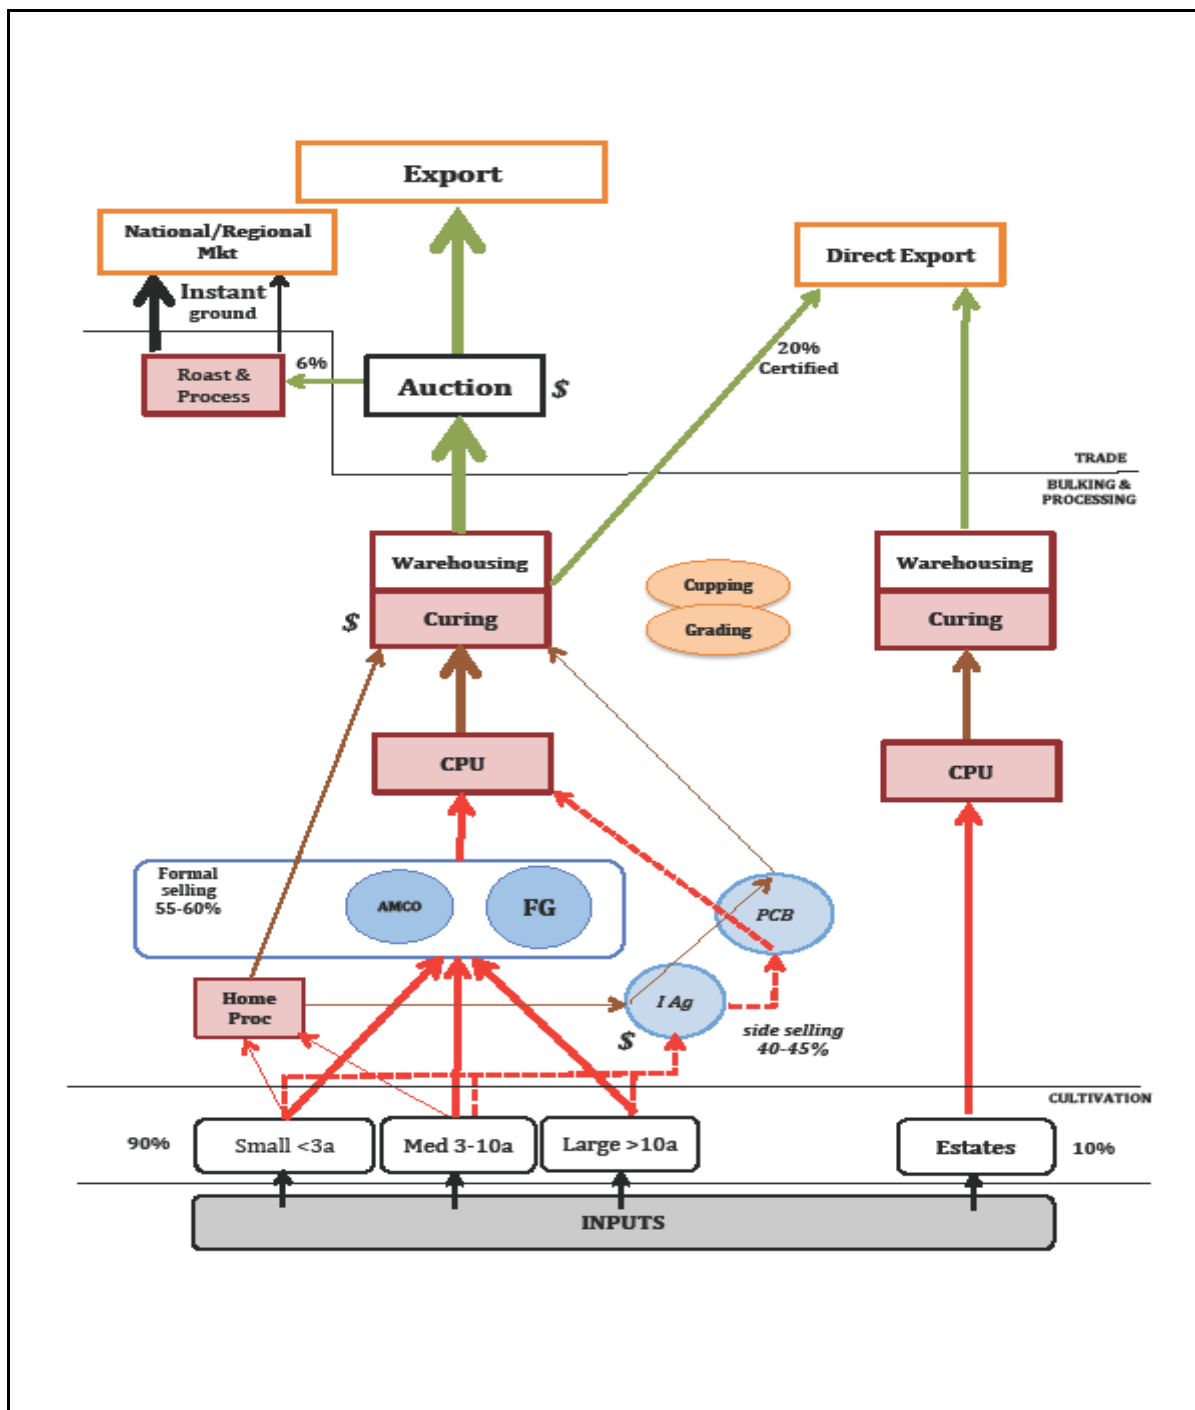 Export
National/Regional
Mkt
Direct Export
Instant
ground
20%
Certified
6%
Roast &
Process
Auction
$
TRADE
BULKING &
PROCESSING
Warehousing
Curing
$
Cupping
Grading
Warehousing
Curing
CPU
CPU
Formal
selling
55-60%
AMCO
FG
PCB
Home
Proc
I Ag
$
side selling
40-45%
CULTIVATION
90%
Small <3a
Med 3-10a
Large >10a
Estates
10%
INPUTS